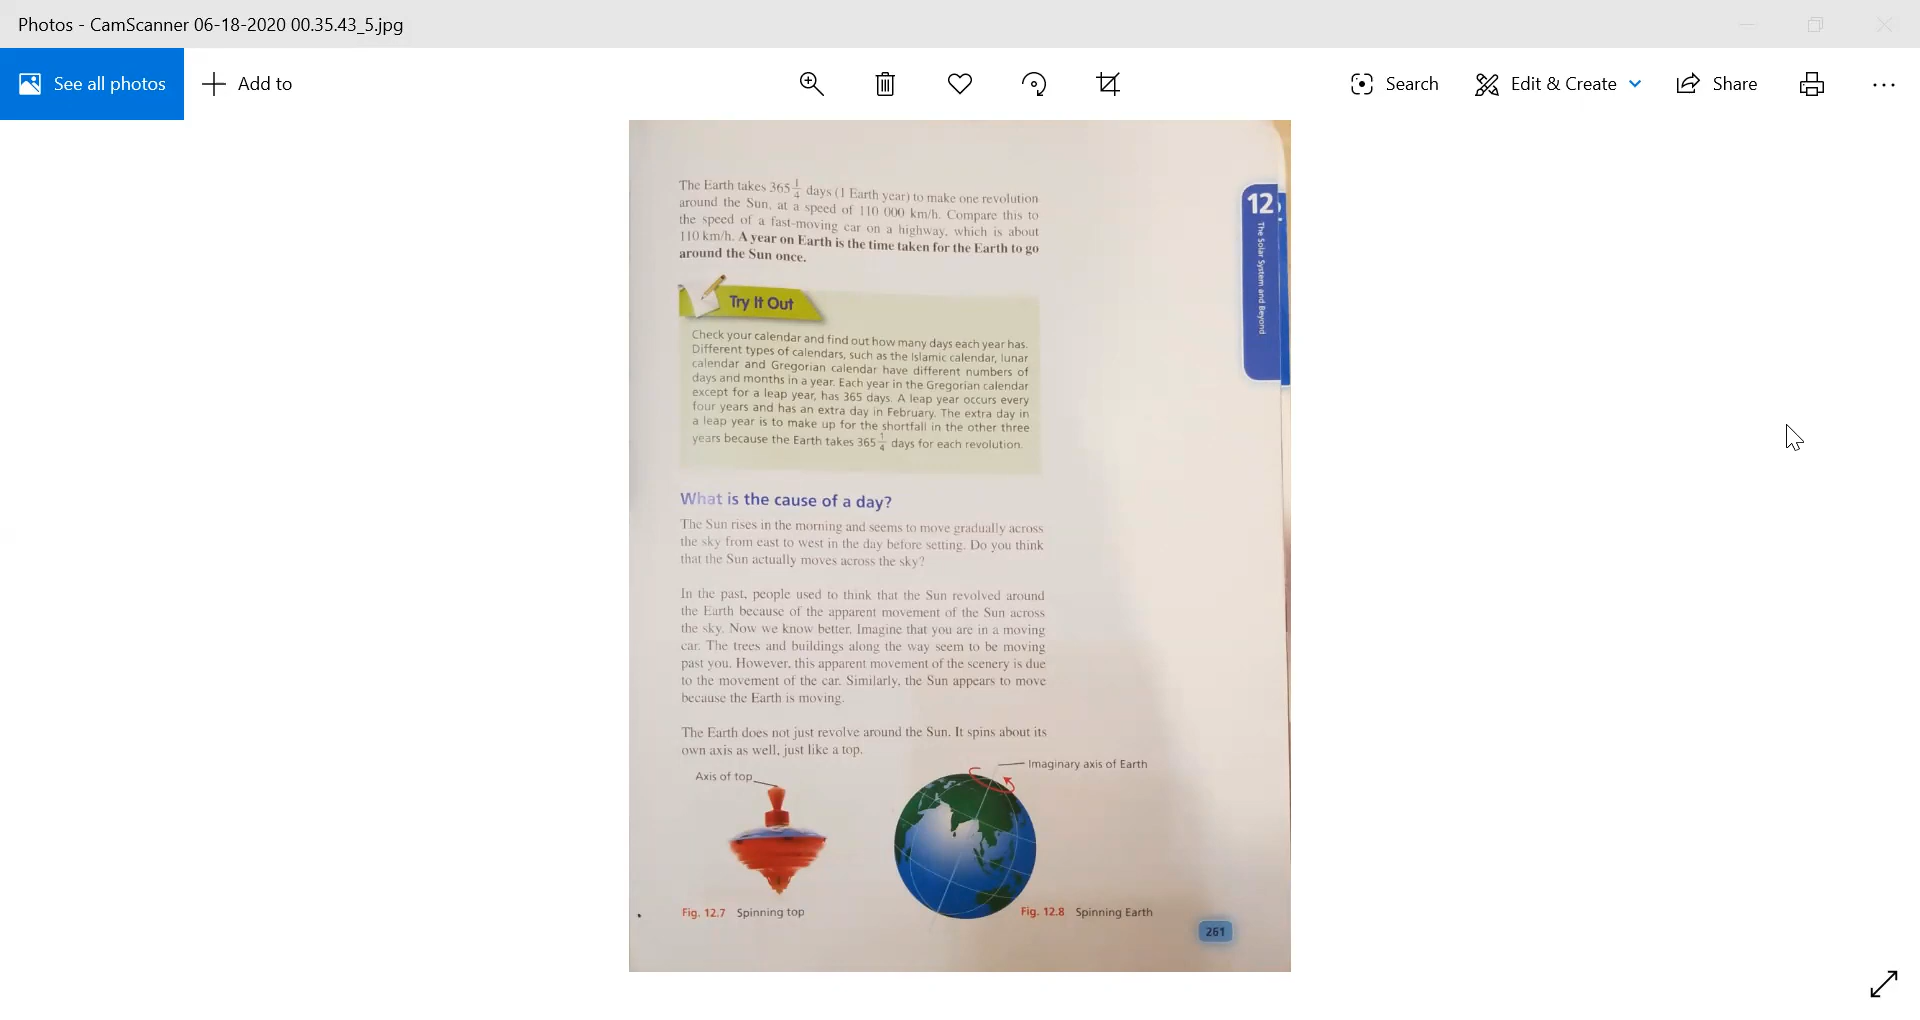 Photos - CamScanner 06-18-2020 00.35.43_5.jpg
See all photos
Add to
Search
Edit & Create
Share
The Earth takes 365 1/4 days (1 Earth year) to make one revolution
around the Sun, at a speed of 110 000 km/h. Compare this to
the speed of a fast-moving car on a highway, which is about
110 km/h. A year on Earth is the time taken for the Earth to go
around the Sun once.
12
The Solar System and Beyond
Try It Out
Check your calendar and find out how many days each year has.
Different types of calendars, such as the Islamic calendar, lunar
calendar and Gregorian calendar have different numbers of
days and months in a year. Each year in the Gregorian calendar
except for a leap year, has 365 days. A leap year occurs every
four years and has an extra day in February. The extra day in
a leap year is to make up for the shortfall in the other three
years because the Earth takes 365 1/4 days for each revolution.
What is the cause of a day?
The Sun rises in the morning and seems to move gradually across
the sky from east to west in the day before setting. Do you think
that the Sun actually moves across the sky?
In the past, people used to think that the Sun revolved around
the Earth because of the apparent movement of the Sun across
the sky. Now we know better. Imagine that you are in a moving
car. The trees and buildings along the way seem to be moving
past you. However, this apparent movement of the scenery is due
to the movement of the car. Similarly, the Sun appears to move
because the Earth is moving.
The Earth does not just revolve around the Sun. It spins about its
own axis as well, just like a top.
Axis of top
Imaginary axis of Earth
Fig. 12.7 Spinning top
Fig. 12.8 Spinning Earth
261